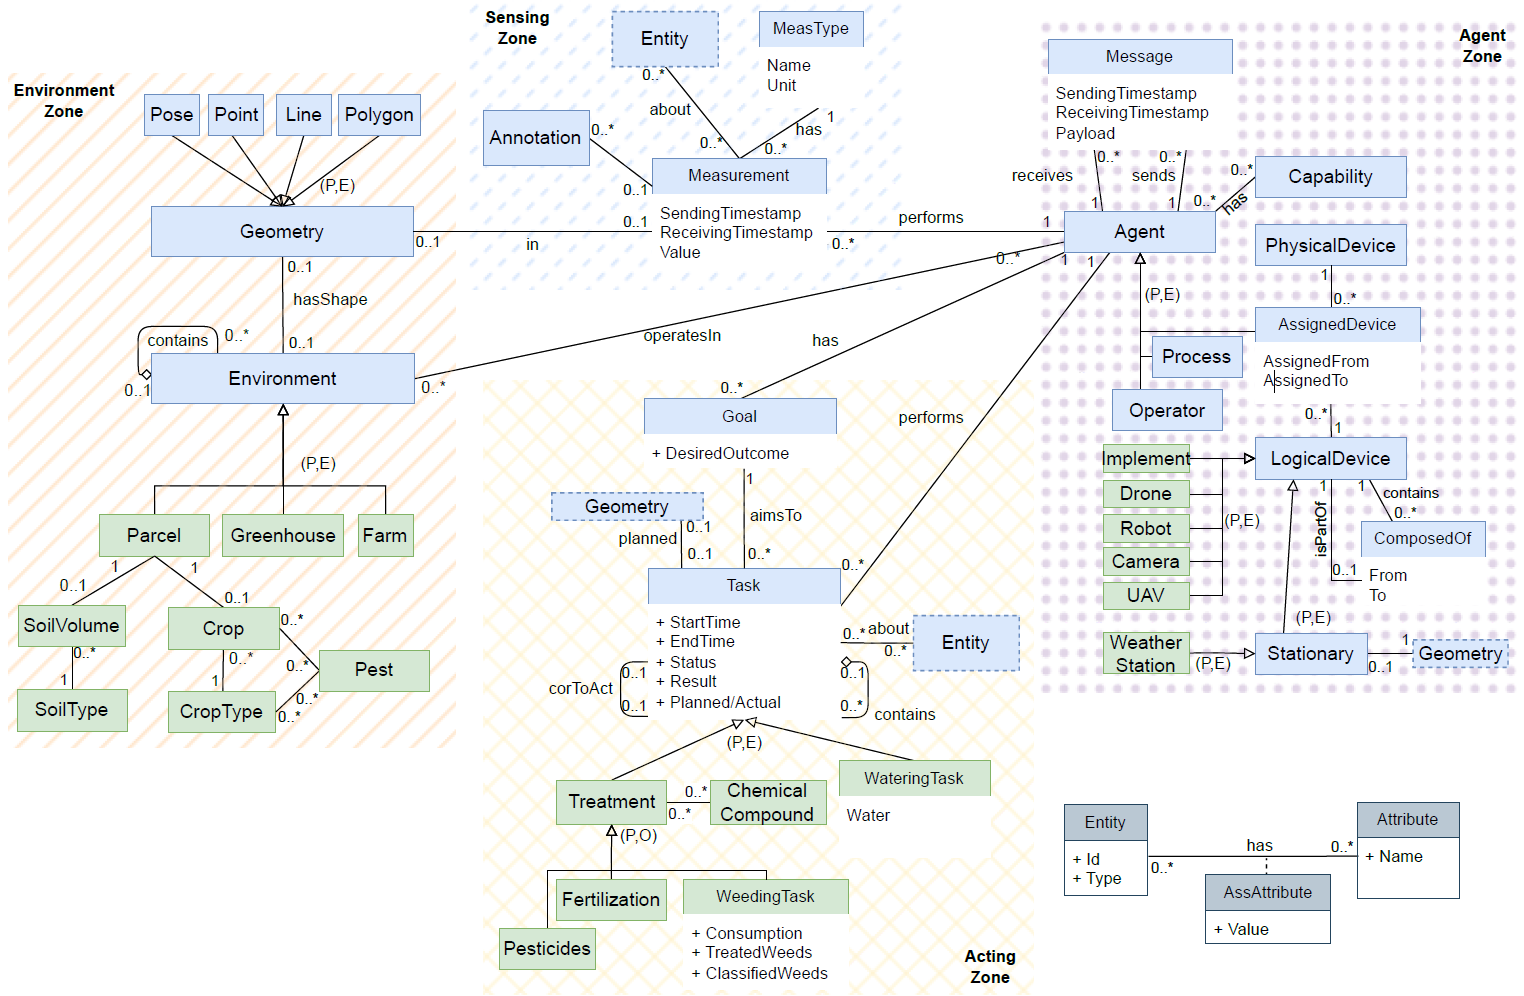 Sensing
Zone
Entity
0..*
about
0..*
MeasType
Name
Unit
1
has
0..*
Annotation
0..*
0..1
Measurement
SendingTimestamp
ReceivingTimestamp
Value
0..1
in
0..1
performs
0..*
1
Environment
Zone
Pose
Point
Line
Polygon
(P,E)
Geometry
0..1
hasShape
0..1
contains
0..*
0..1
Environment
0..*
operatesIn
0..*
(P,E)
Parcel
Greenhouse
Farm
1
1
0..1
0..1
SoilVolume
Crop
0..*
0..*
0..*
1
1
0..*
0..*
Pest
SoilType
CropType
Agent
Zone
Message
SendingTimestamp
ReceivingTimestamp
Payload
0..*
0..*
receives
sends
1
1
0..*
Capability
0..*
has
Agent
PhysicalDevice
1
0..*
(P,E)
AssignedDevice
AssignedFrom
AssignedTo
Process
Operator
0..*
1
Implement
LogicalDevice
Drone
Robot
Camera
UAV
(P,E)
1
isPartOf
0..1
1
contains
0..*
ComposedOf
From
To
(P,E)
Weather
Station
(P,E)
Stationary
1
0..1
Geometry
1
has
0..*
1
performs
0..*
Goal
+ DesiredOutcome
1
aimsTo
0..*
Geometry
0..1
planned
0..1
Task
+ StartTime
+ EndTime
+ Status
+ Result
+ Planned/Actual
0..*
about
0..*
Entity
corToAct
0..1
0..1
0..1
0..*
contains
(P,E)
Treatment
0..*
0..*
Chemical
Compound
WateringTask
Water
(P,O)
Fertilization
Pesticides
WeedingTask
+ Consumption
+ TreatedWeeds
+ ClassifiedWeeds
Acting
Zone
Entity
+ Id
+ Type
0..*
has
0..*
Attribute
+ Name
AssAttribute
+ Value